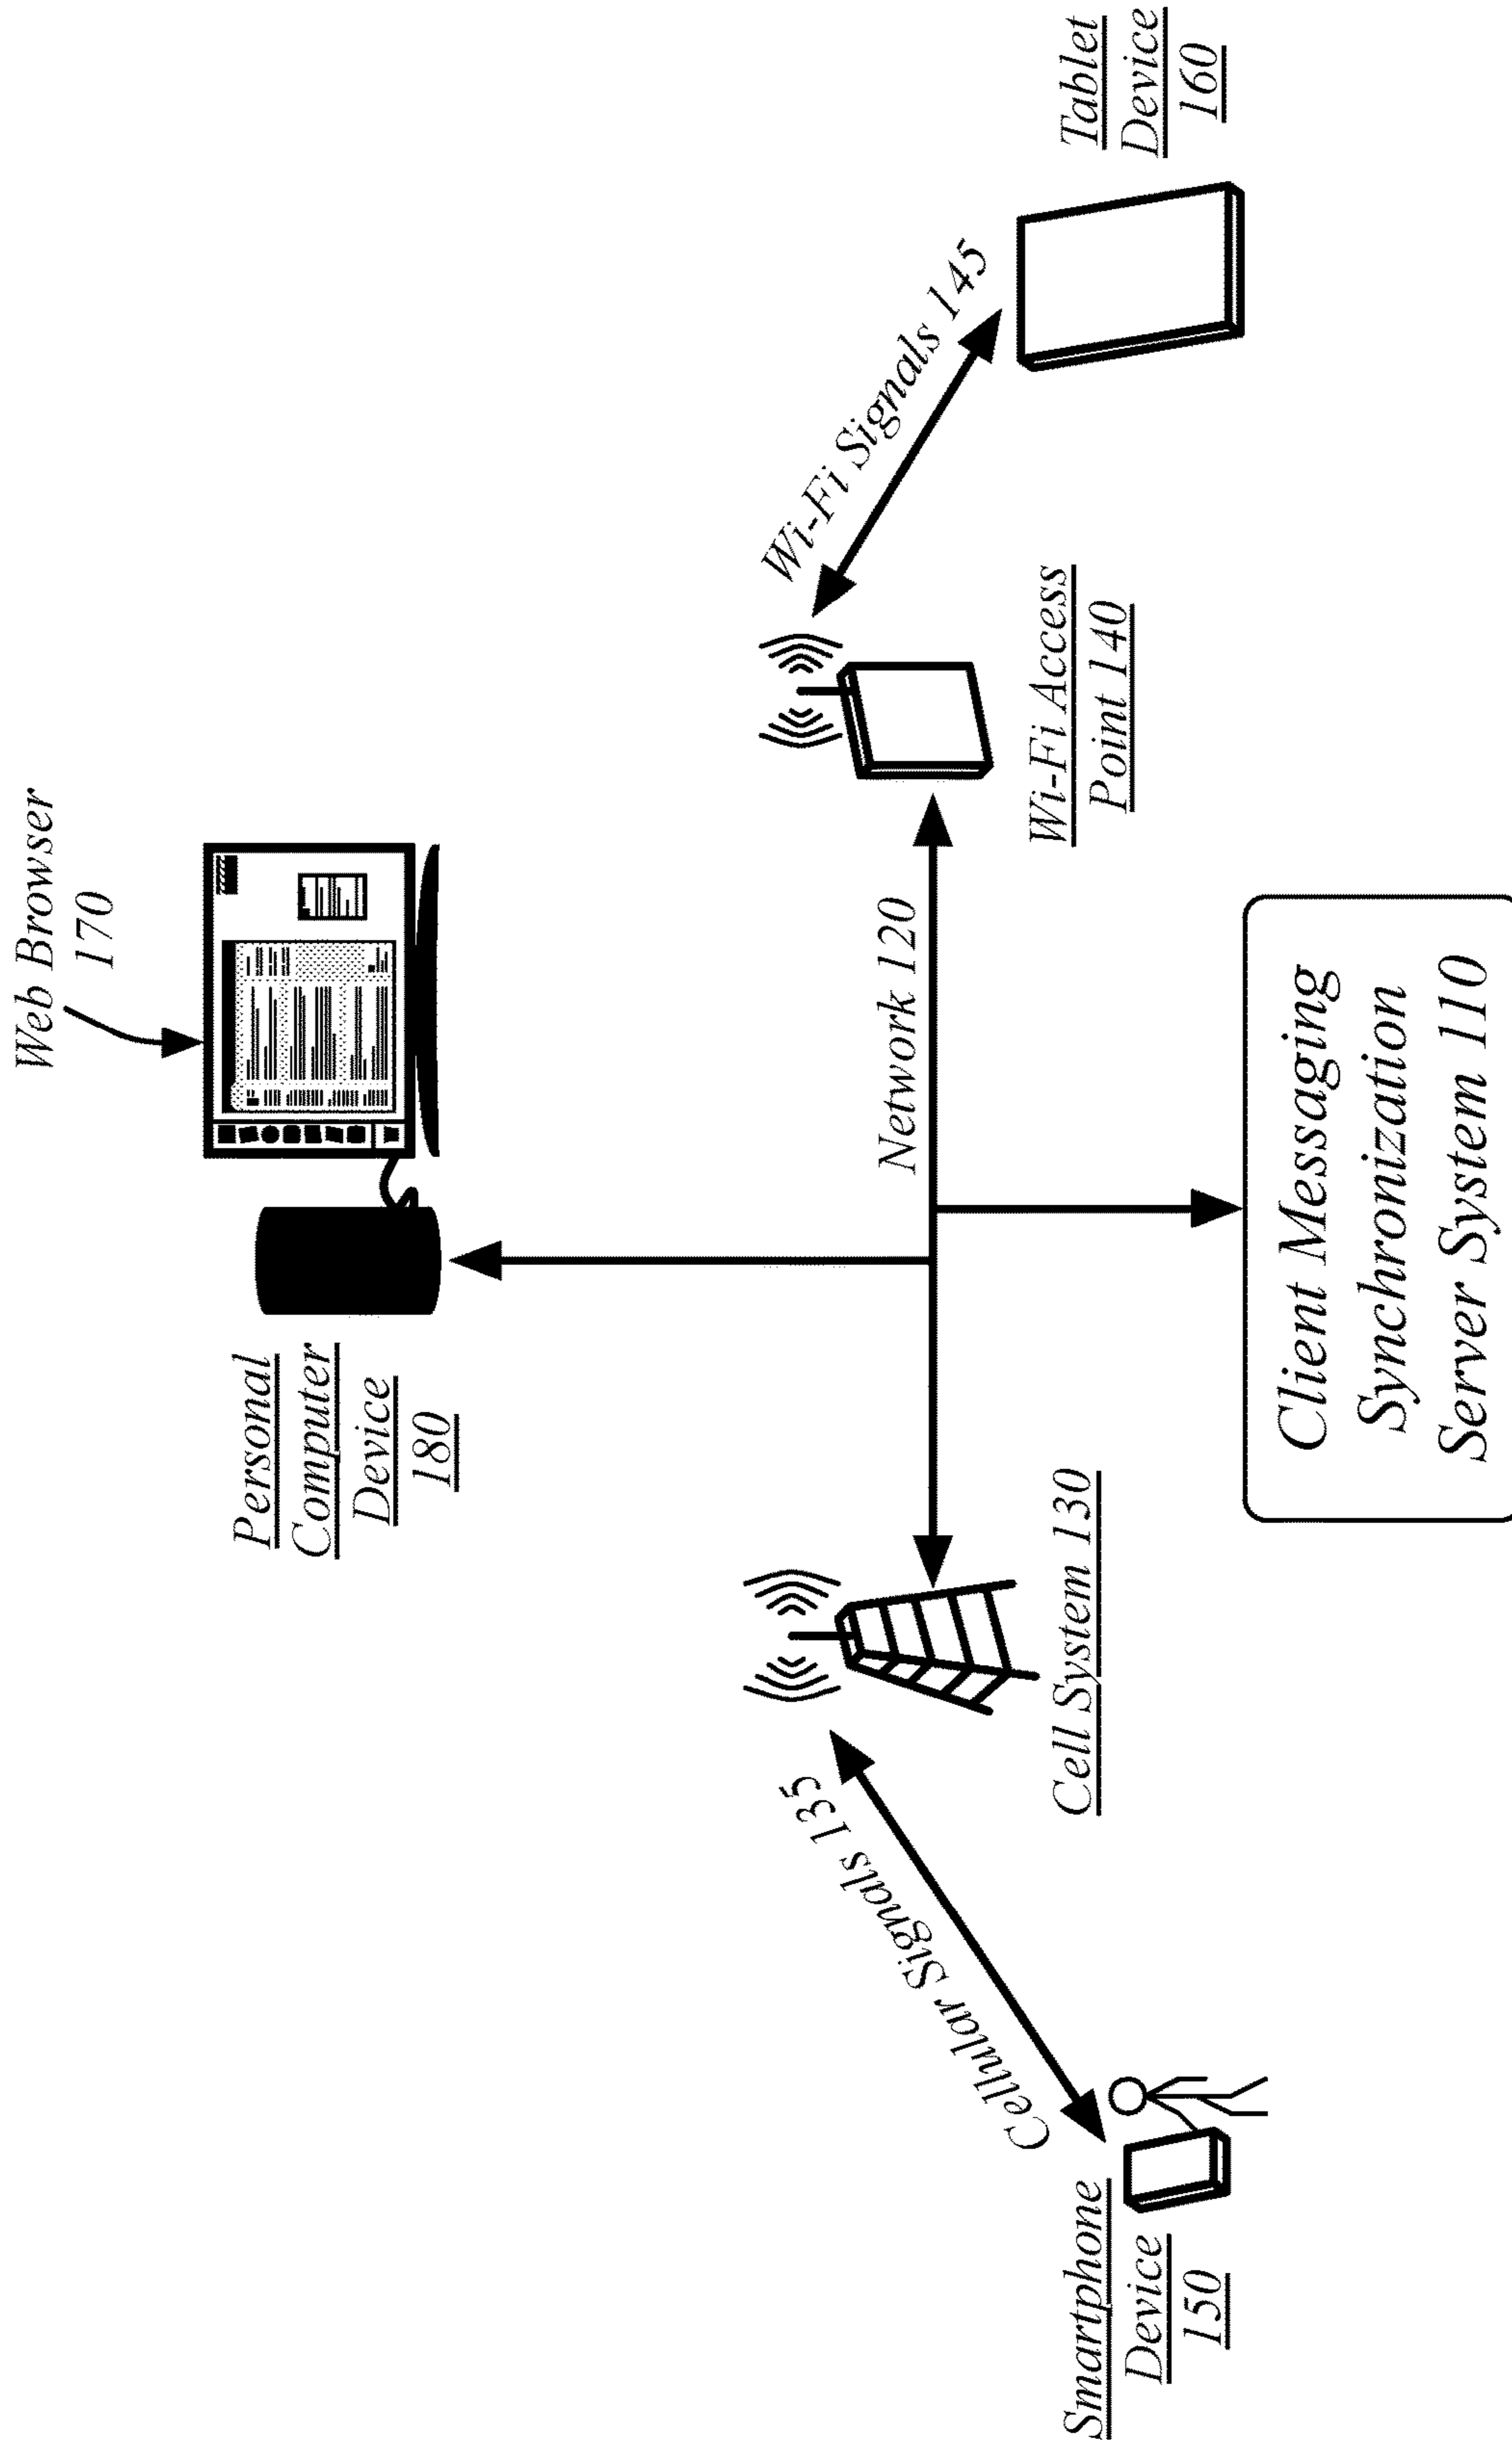 Web Browser
170
Personal
Computer
Device
180
Network 120
Cellular Signals 135
Wi-Fi Signals 145
Smartphone
Device
150
Cell System 130
Wi-Fi Access
Point 140
Tablet
Device
160
Client Messaging
Synchronization
Server System 110